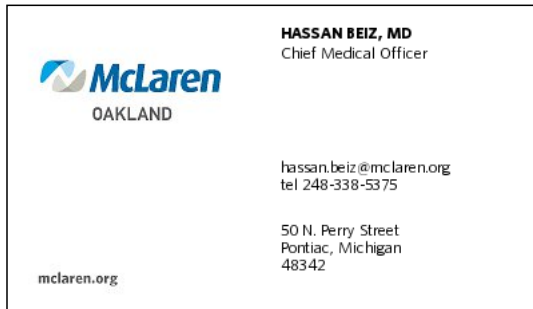 HASSAN BEIZ, MD
Chief Medical Officer
McLaren
OAKLAND
hassan.beiz@mclaren.org
tel 248-338-5375
50 N. Perry Street
Pontiac, Michigan
48342
mclaren.org